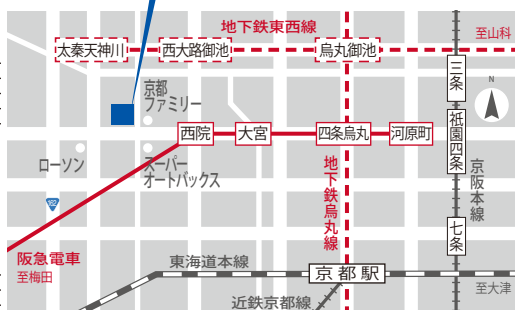 地下鉄東西線
至山科
太秦天神川
西大路御池
烏丸御池
三条
N
京都
ファミリー
祇園四条
西院
大宮
四条烏丸
河原町
ローソン
スーパー
オートバックス
地下鉄烏丸線
京阪本線
162
七条
阪急電車
至梅田
東海道本線
京都駅
至大津
近鉄京都線